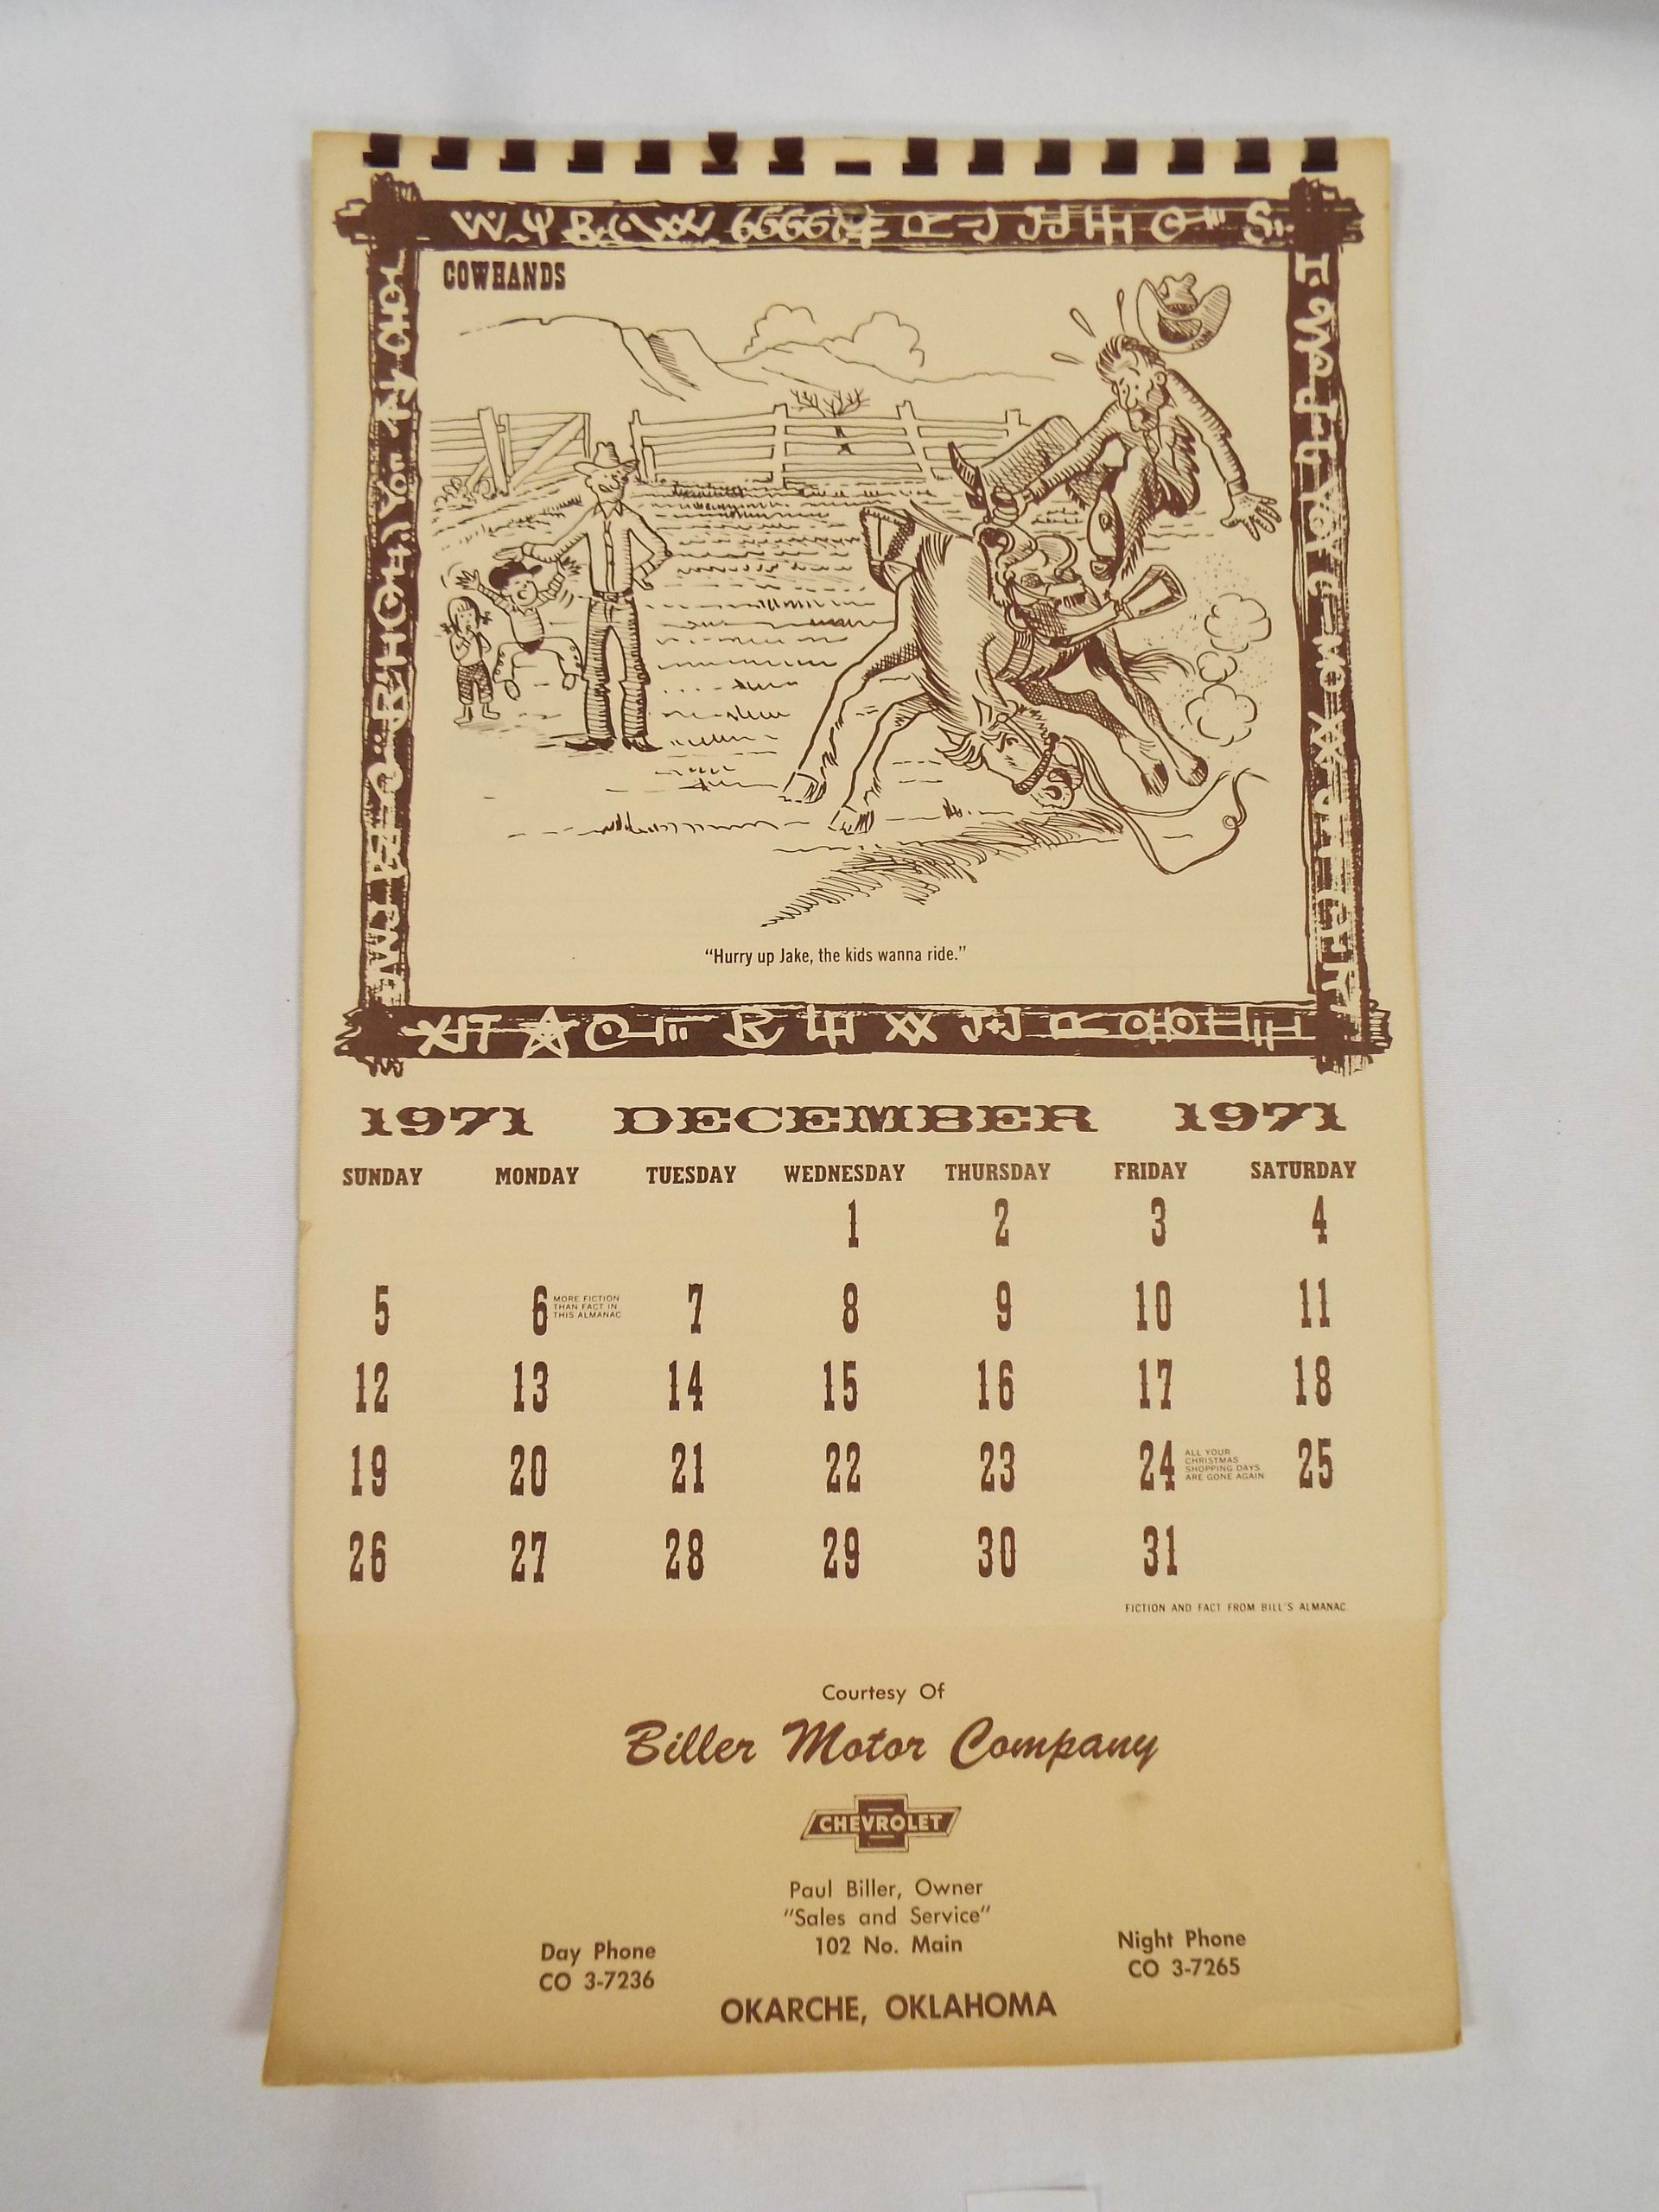 6666
COWHANDS
"Hurry up Jake, the kids wanna ride."
XIT
1971 DECEMBER 1971
SUNDAY MONDAY TUESDAY WEDNESDAY THURSDAY FRIDAY SATURDAY
1 2 3 4
5 6 MORE FICTION 7 8 9 10 11
THAN FACT IN
THIS ALMANAC
12 13 14 15 16 17 18
19 20 21 22 23 24 ALL YOUR 25
CHRISTMAS
SHOPPING DAYS
ARE GONE AGAIN
26 27 28 29 30 31
FICTION AND FACT FROM BILL'S ALMANAC
Courtesy Of
Biller Motor Company
CHEVROLET
Paul Biller, Owner
"Sales and Service"
102 No. Main
Day Phone
CO 3-7236
Night Phone
CO 3-7265
OKARCHE, OKLAHOMA